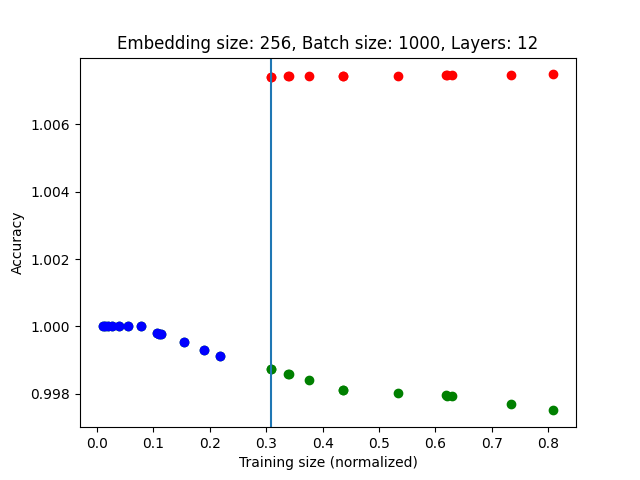 Embedding size: 256, Batch size: 1000, Layers: 12
1.006
1.004
1.002
1.000
0.998
Accuracy
0.0 0.1 0.2 0.3 0.4 0.5 0.6 0.7 0.8
Training size (normalized)